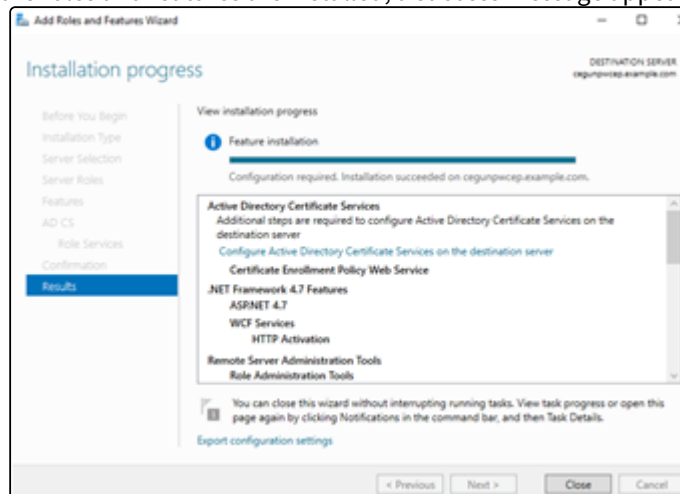 Add Roles and Features Wizard
Installation progress
DESTINATION SERVER
cegunpwcep.example.com
Before You Begin
Installation Type
Server Selection
Server Roles
Features
AD CS
Role Services
Confirmation
Results
View installation progress
Feature installation
Configuration required. Installation succeeded on cegunpwcep.example.com.
Active Directory Certificate Services
Additional steps are required to configure Active Directory Certificate Services on the
destination server
Configure Active Directory Certificate Services on the destination server
Certificate Enrollment Policy Web Service
.NET Framework 4.7 Features
ASP.NET 4.7
WCF Services
HTTP Activation
Remote Server Administration Tools
Role Administration Tools
You can close this wizard without interrupting running tasks. View task progress or open this
page again by clicking Notifications in the command bar, and then Task Details.
Export configuration settings
< Previous
Next >
Close
Cancel